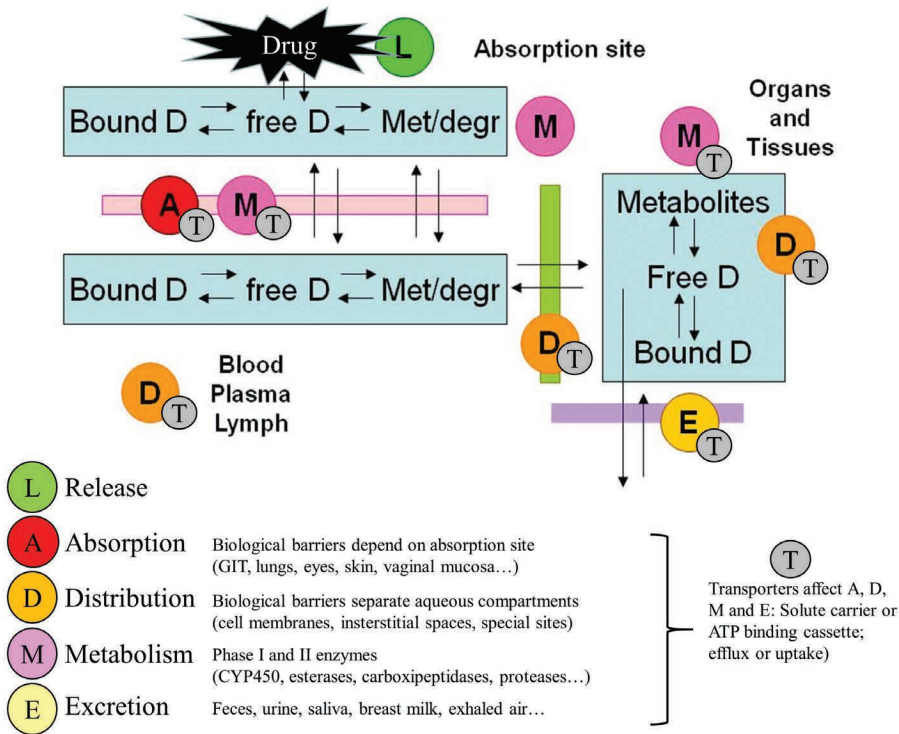 Drug
L
Absorption site
Bound D free D Met/degr
M
Organs
and
Tissues
M
T
A
T
M
T
Metabolites
D
T
Free D
Bound D
Bound D free D Met/degr
D
T
D
T
Blood
Plasma
Lymph
E
T
L Release
A Absorption Biological barriers depend on absorption site
(GIT, lungs, eyes, skin, vaginal mucosa…)
D Distribution Biological barriers separate aqueous compartments
(cell membranes, insterstitial spaces, special sites)
M Metabolism Phase I and II enzymes
(CYP450, esterases, carboxipeptidases, proteases…)
E Excretion Feces, urine, saliva, breast milk, exhaled air…
T
Transporters affect A, D,
M and E: Solute carrier or
ATP binding cassette;
efflux or uptake)